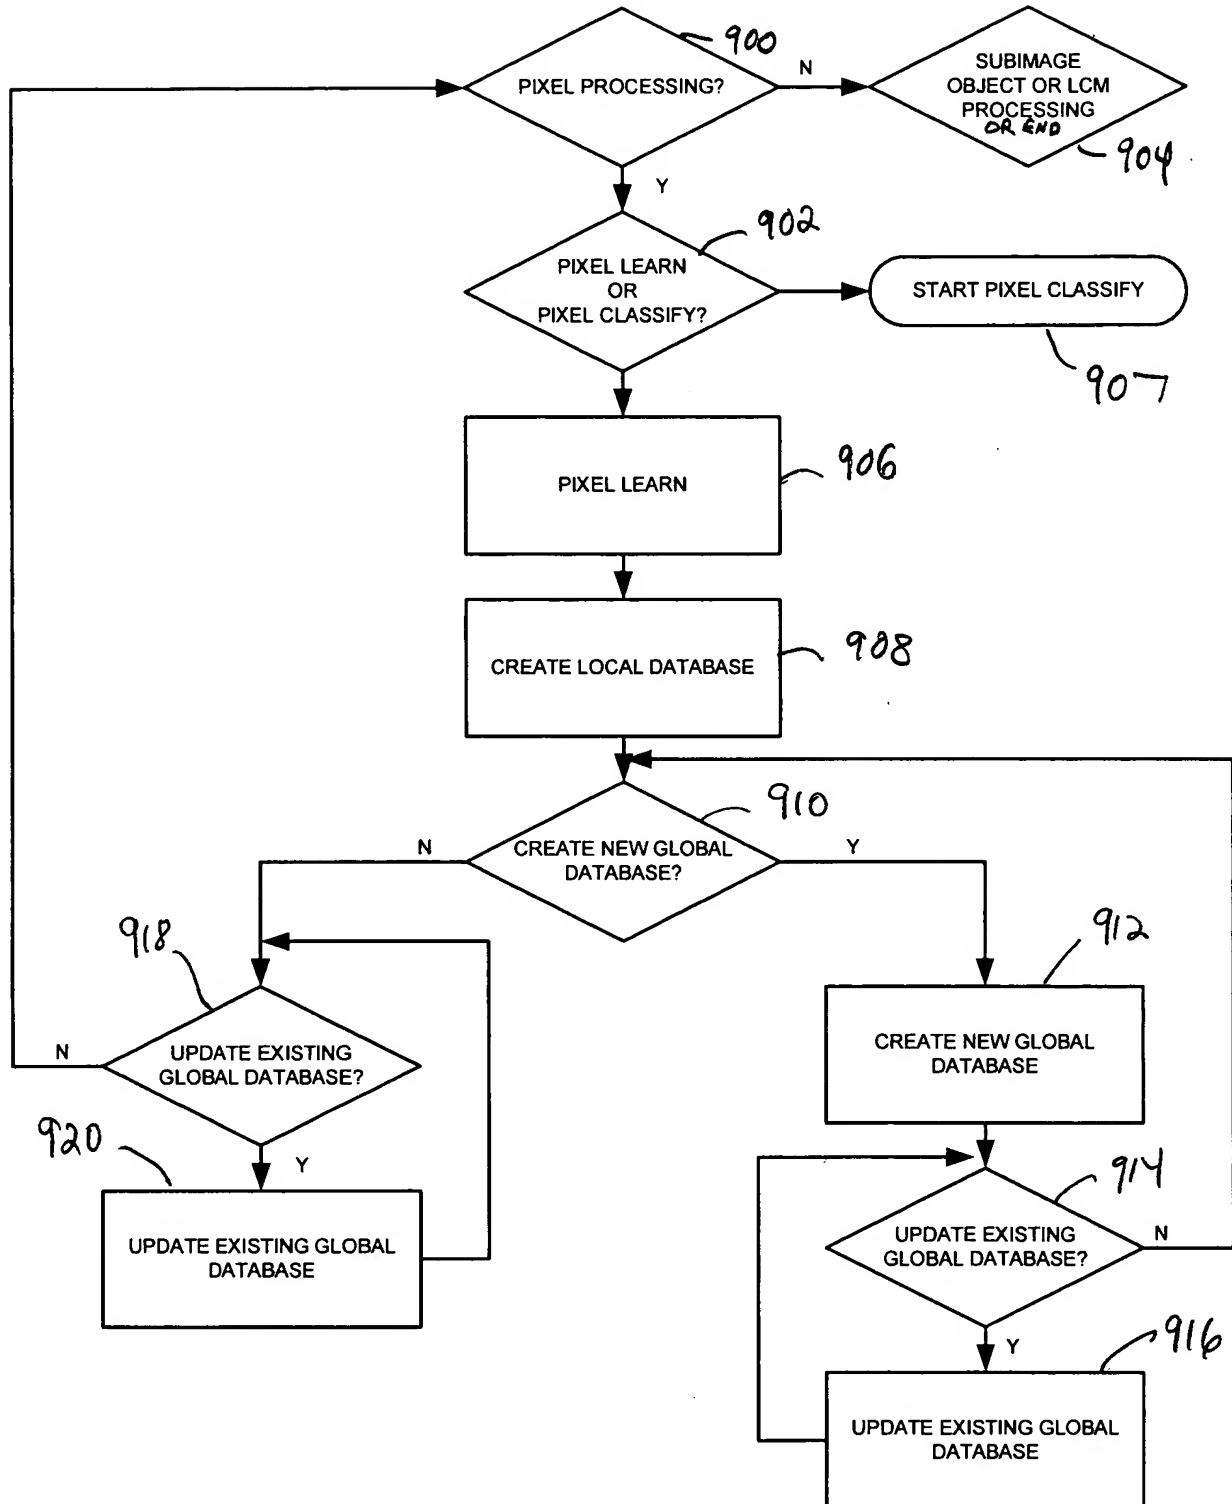 900
PIXEL PROCESSING?
N
SUBIMAGE
OBJECT OR LCM
PROCESSING
OR END
904
Y
902
PIXEL LEARN
OR
PIXEL CLASSIFY?
START PIXEL CLASSIFY
907
PIXEL LEARN
906
CREATE LOCAL DATABASE
908
910
N
CREATE NEW GLOBAL
DATABASE?
Y
918
912
UPDATE EXISTING
GLOBAL DATABASE?
N
CREATE NEW GLOBAL
DATABASE
920
Y
914
UPDATE EXISTING GLOBAL
DATABASE
UPDATE EXISTING
GLOBAL DATABASE?
N
Y
916
UPDATE EXISTING GLOBAL
DATABASE